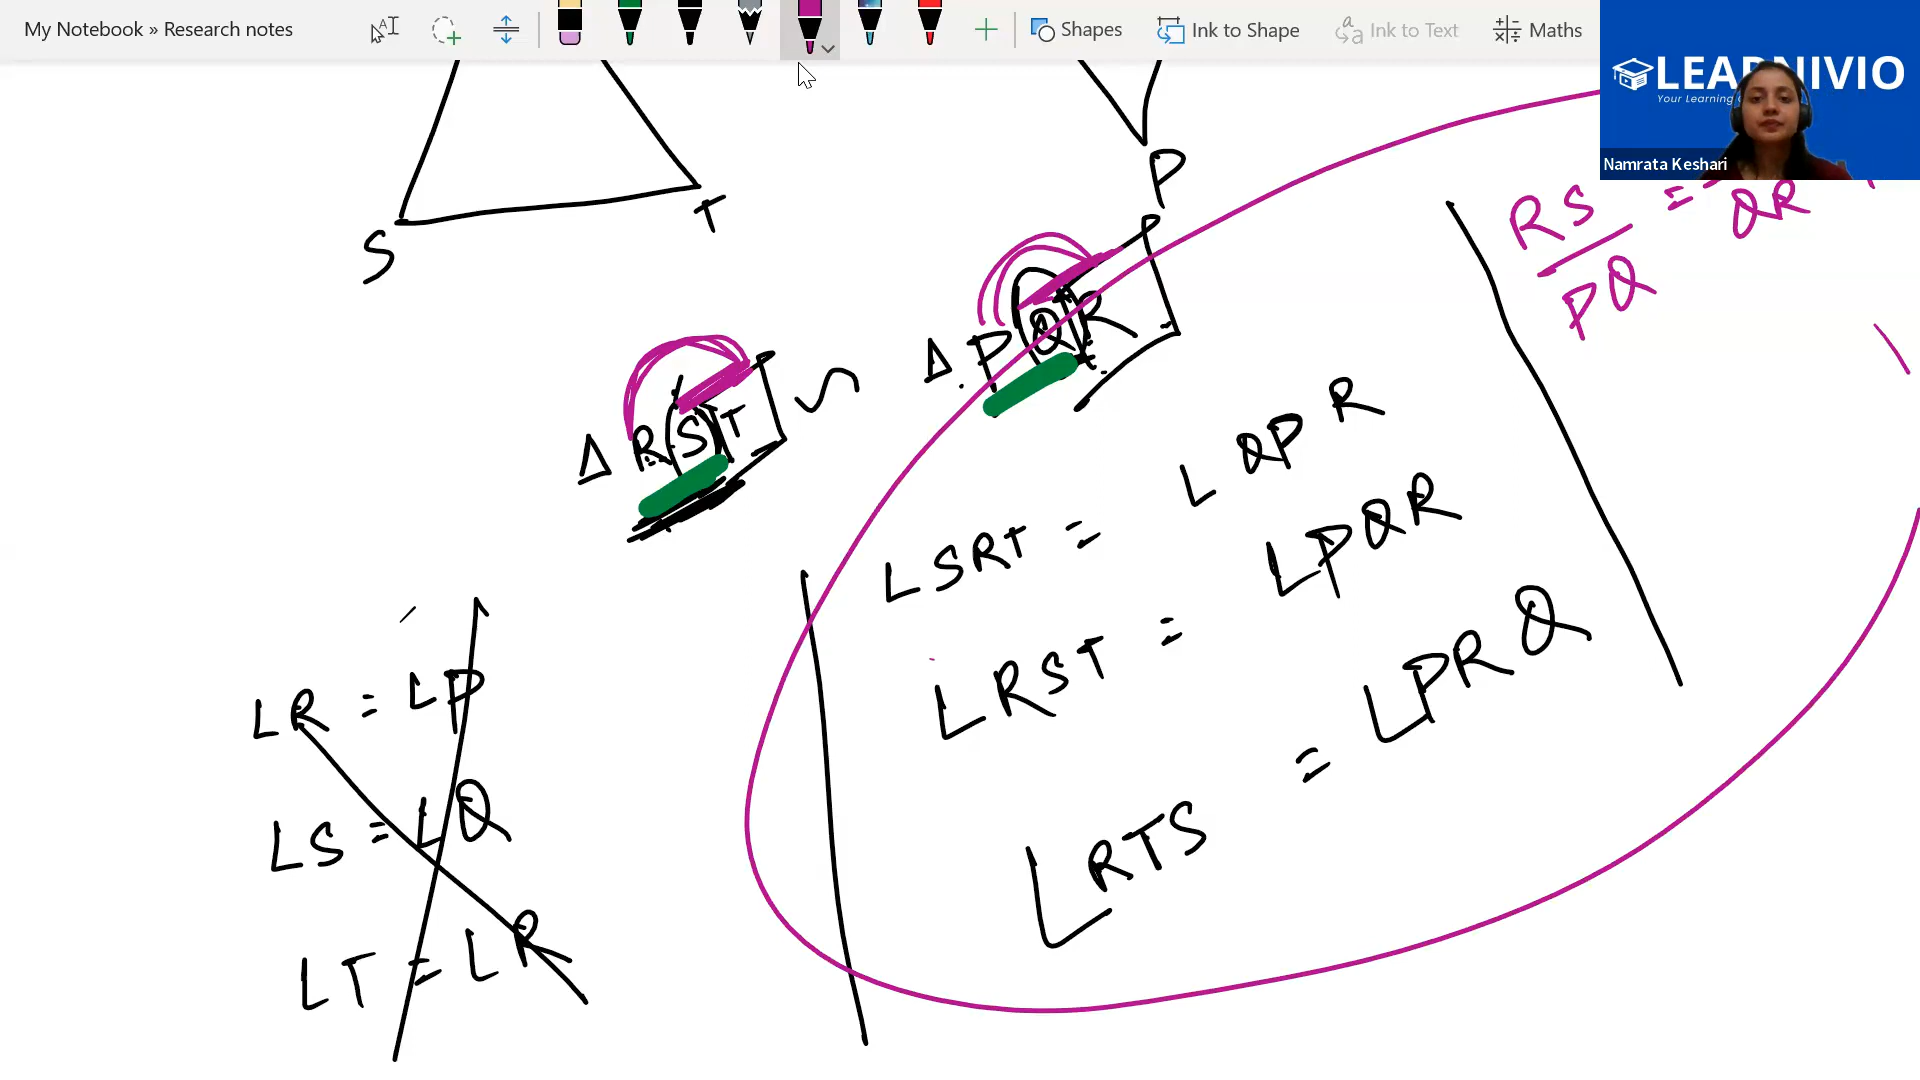 My Notebook » Research notes
Shapes
Ink to Shape
Ink to Text
Maths
LEARNIVIO
Your Learning
Namrata Keshari
P
S
T
RS/PQ = /QR
Δ RST ~ Δ PQR
∠SRT = ∠QPR
∠RST = ∠PQR
∠RTS = ∠PRQ
∠R = ∠P
∠S = ∠Q
∠T = ∠R